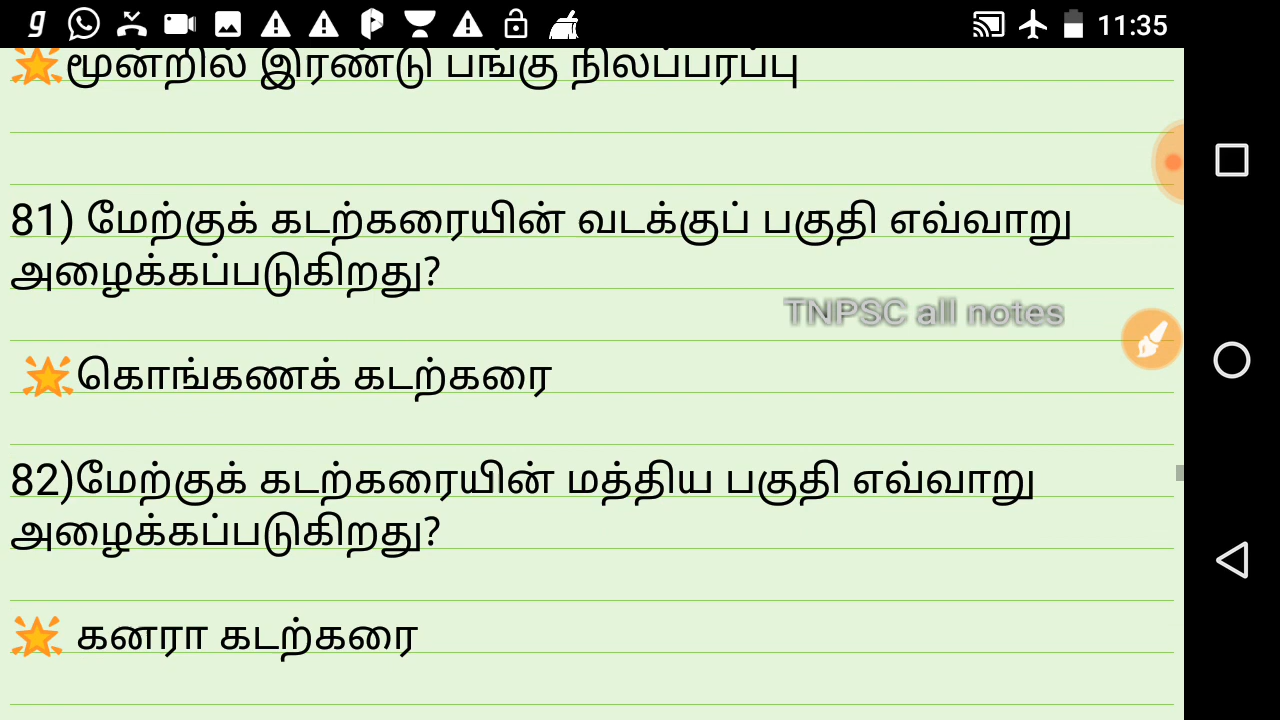 11:35
மூன்றில் இரண்டு பங்கு நிலப்பரப்பு
81) மேற்குக் கடற்கரையின் வடக்குப் பகுதி எவ்வாறு
அழைக்கப்படுகிறது?
TNPSC all notes
கொங்கணக் கடற்கரை
82)மேற்குக் கடற்கரையின் மத்திய பகுதி எவ்வாறு
அழைக்கப்படுகிறது?
கனரா கடற்கரை